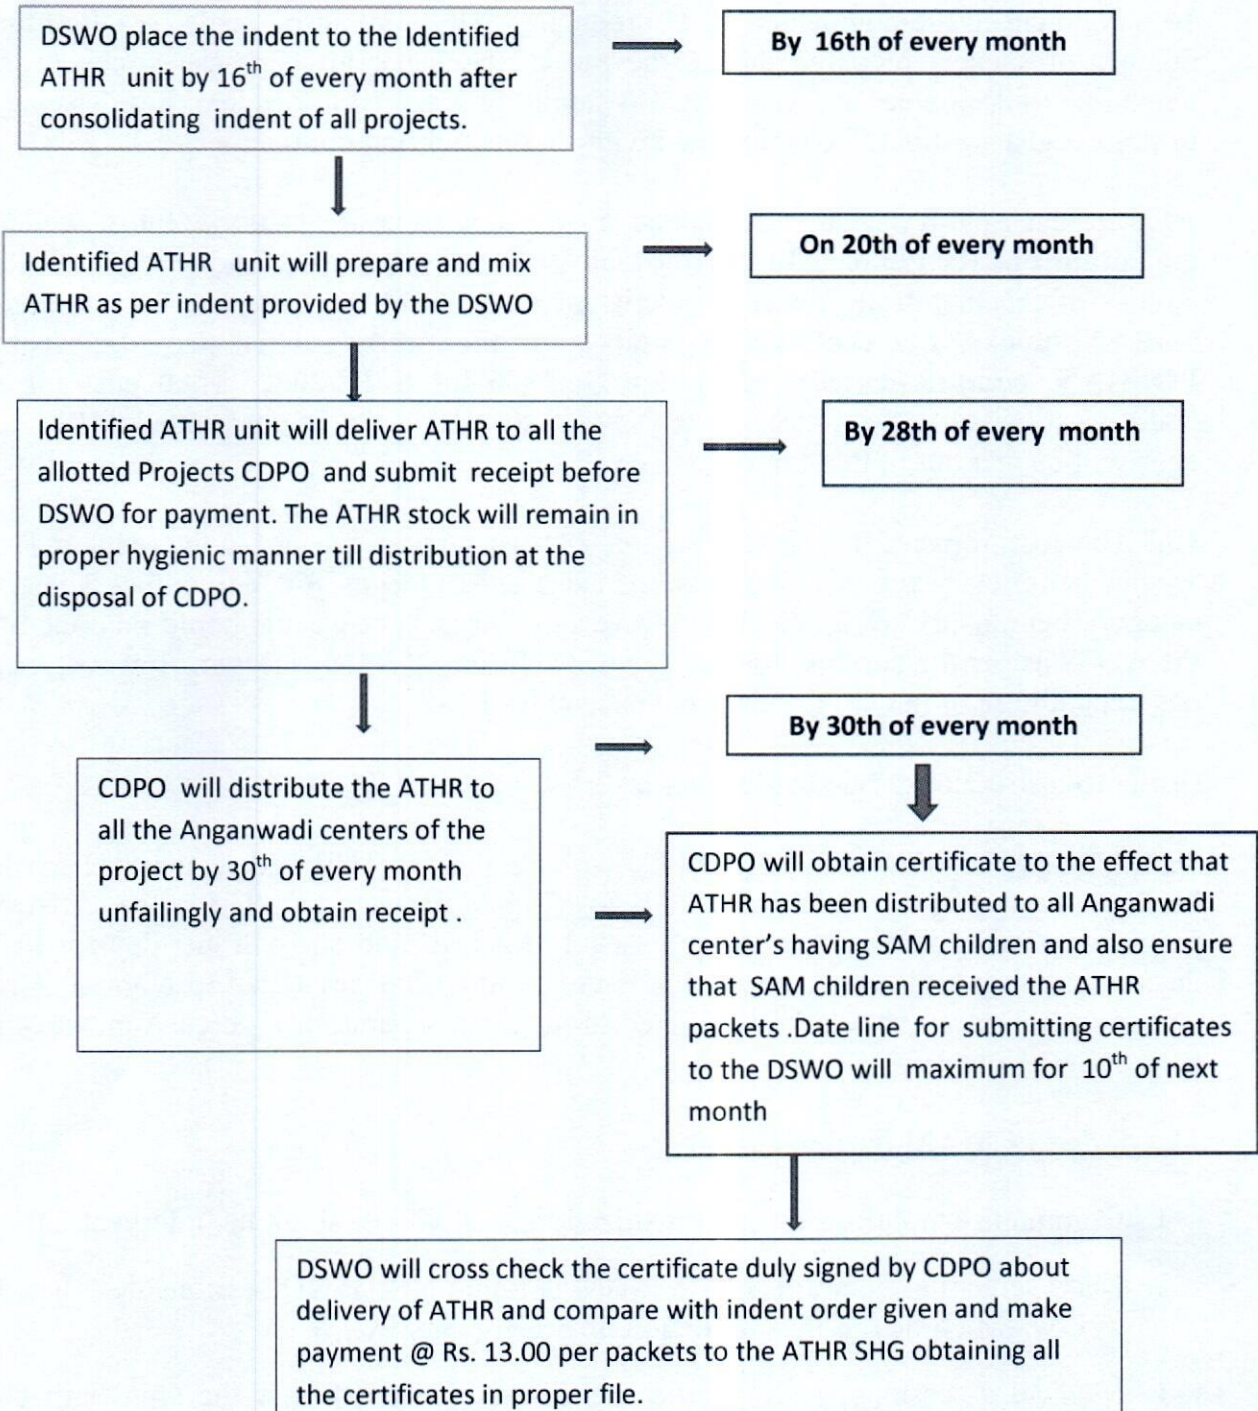 DSWO place the indent to the Identified
ATHR unit by 16th of every month after
consolidating indent of all projects.
By 16th of every month
Identified ATHR unit will prepare and mix
ATHR as per indent provided by the DSWO
On 20th of every month
Identified ATHR unit will deliver ATHR to all the
allotted Projects CDPO and submit receipt before
DSWO for payment. The ATHR stock will remain in
proper hygienic manner till distribution at the
disposal of CDPO.
By 28th of every month
CDPO will distribute the ATHR to
all the Anganwadi centers of the
project by 30th of every month
unfailingly and obtain receipt .
By 30th of every month
CDPO will obtain certificate to the effect that
ATHR has been distributed to all Anganwadi
center's having SAM children and also ensure
that SAM children received the ATHR
packets .Date line for submitting certificates
to the DSWO will maximum for 10th of next
month
DSWO will cross check the certificate duly signed by CDPO about
delivery of ATHR and compare with indent order given and make
payment @ Rs. 13.00 per packets to the ATHR SHG obtaining all
the certificates in proper file.